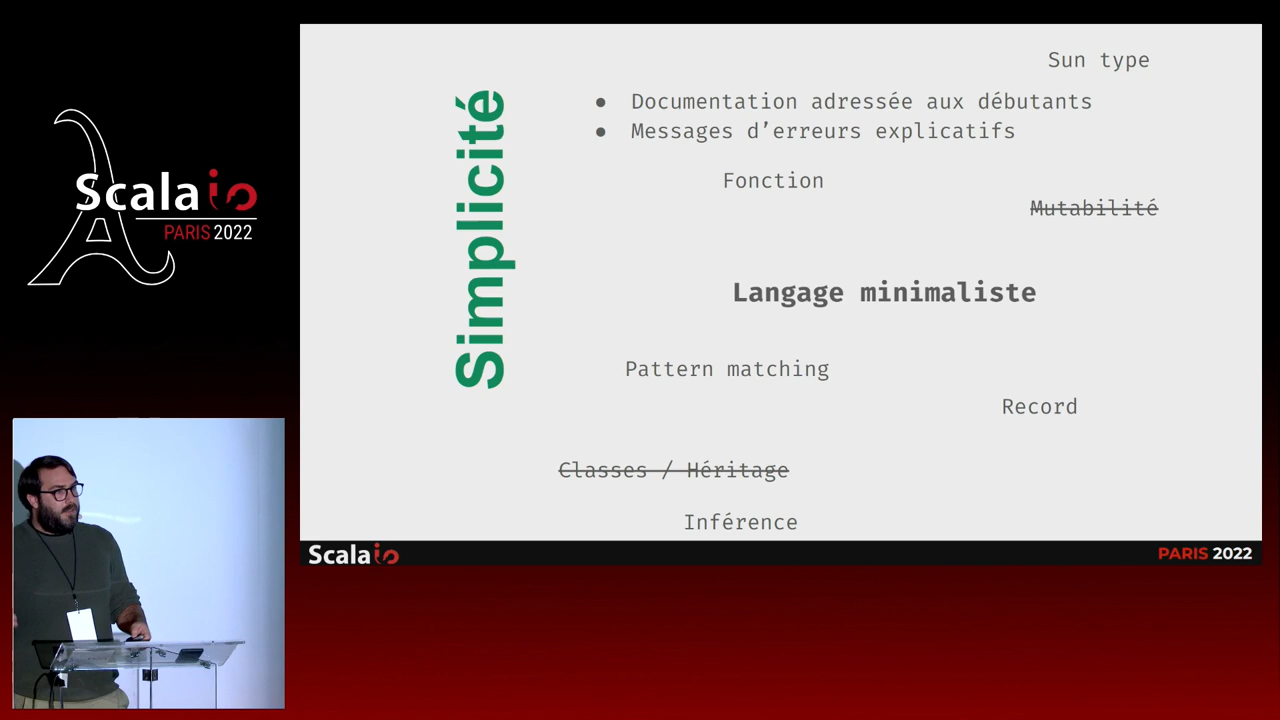 Scala io
PARIS 2022
Simplicité
Sun type
● Documentation adressée aux débutants
● Messages d’erreurs explicatifs
Fonction
Mutabilité
Langage minimaliste
Pattern matching
Record
Classes / Héritage
Inférence
Scala io
PARIS 2022